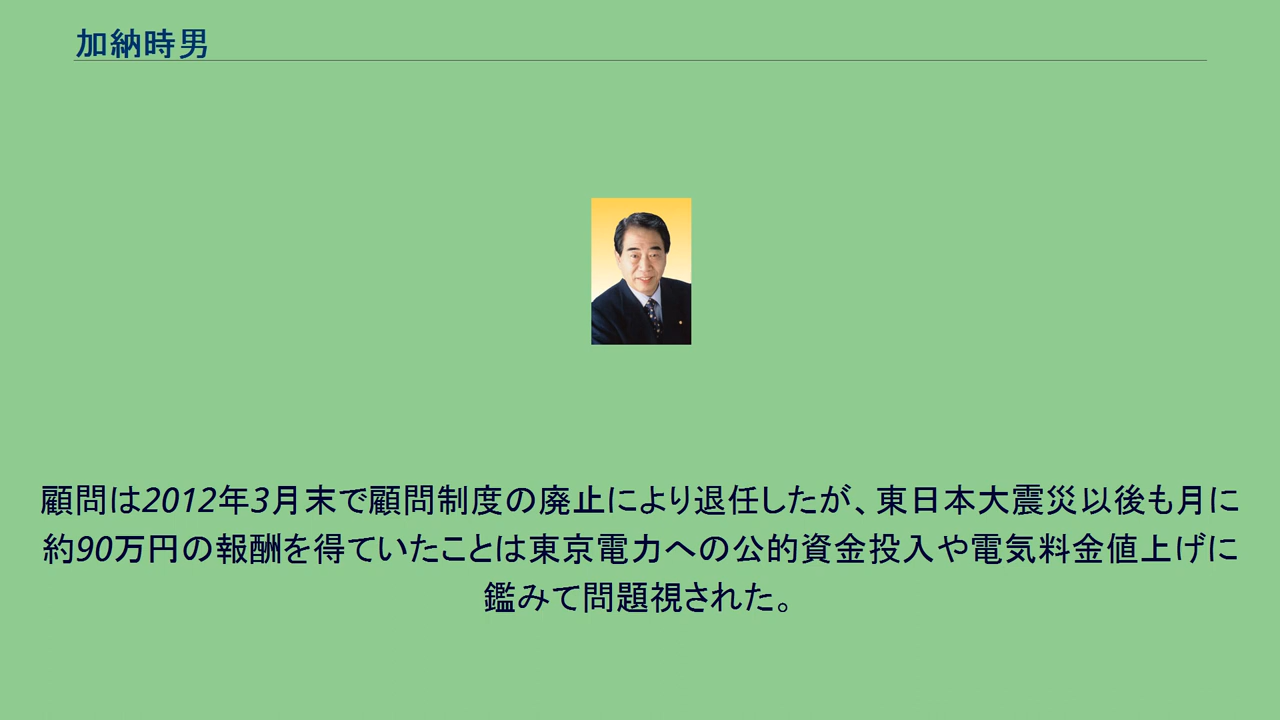 加納時男
顧問は2012年3月末で顧問制度の廃止により退任したが、東日本大震災以後も月に
約90万円の報酬を得ていたことは東京電力への公的資金投入や電気料金値上げに
鑑みて問題視された。